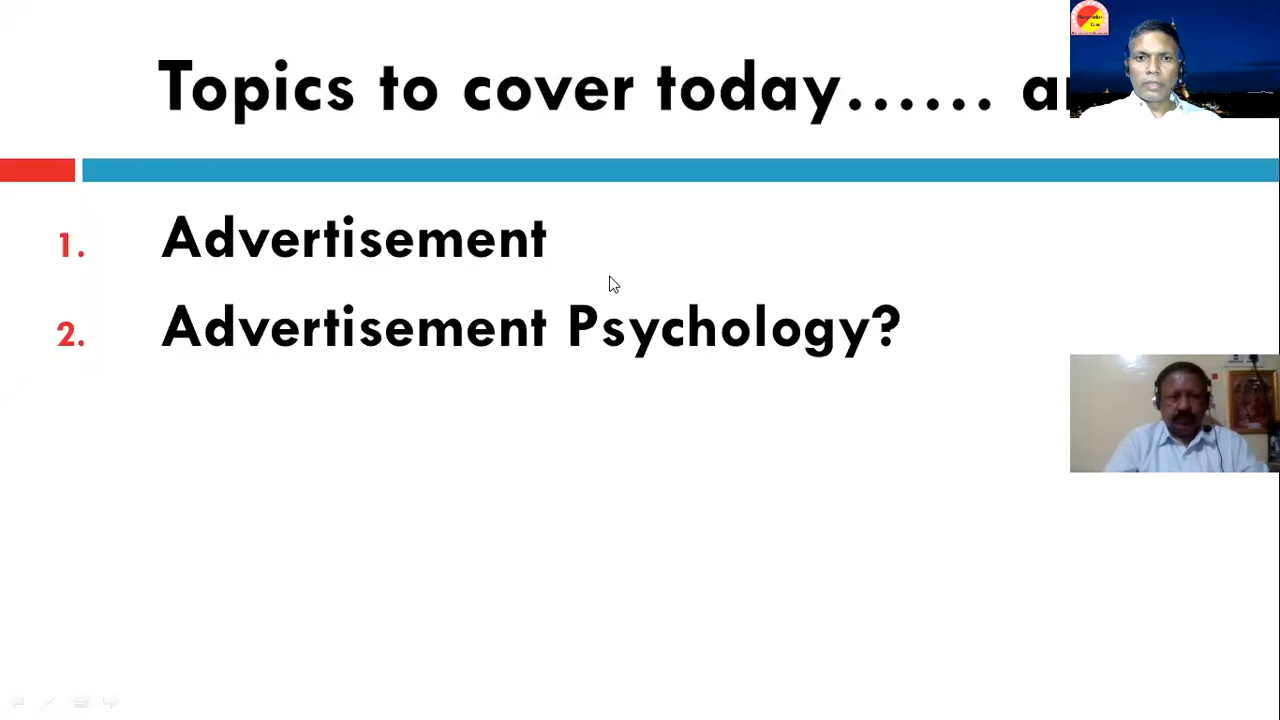 Topics to cover today......
1. Advertisement
2. Advertisement Psychology?